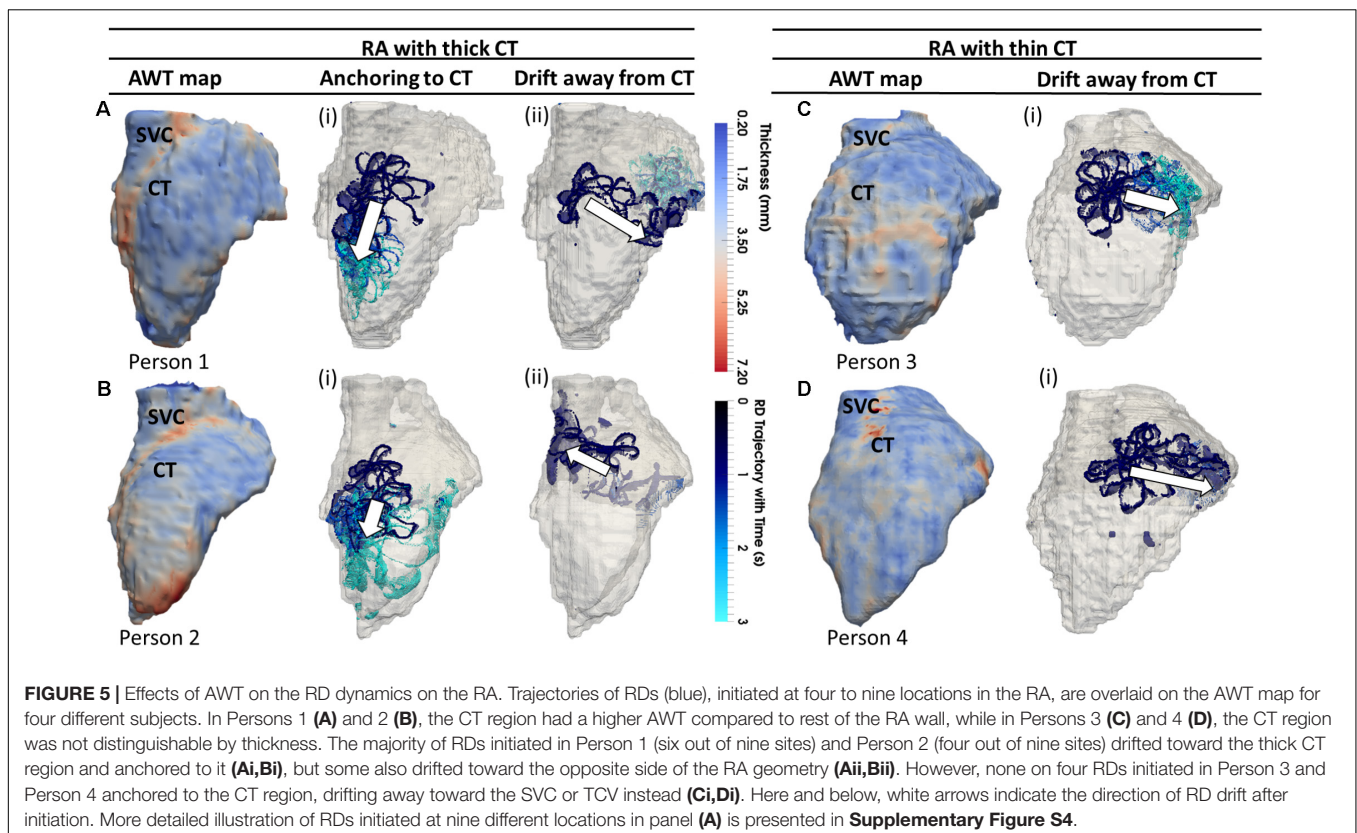 RA with thick CT
RA with thin CT
AWT map
Anchoring to CT
Drift away from CT
AWT map
Drift away from CT
A
SVC
CT
Person 1
(i)
(ii)
0.20
1.75
3.50
5.25
7.20
Thickness (mm)
C
SVC
CT
Person 3
(i)
B
SVC
CT
Person 2
(i)
(ii)
0
1
2
3
RD Trajectory with Time (s)
D
SVC
CT
Person 4
(i)
FIGURE 5 | Effects of AWT on the RD dynamics on the RA. Trajectories of RDs (blue), initiated at four to nine locations in the RA, are overlaid on the AWT map for
four different subjects. In Persons 1 (A) and 2 (B), the CT region had a higher AWT compared to rest of the RA wall, while in Persons 3 (C) and 4 (D), the CT region
was not distinguishable by thickness. The majority of RDs initiated in Person 1 (six out of nine sites) and Person 2 (four out of nine sites) drifted toward the thick CT
region and anchored to it (Ai,Bi), but some also drifted toward the opposite side of the RA geometry (Aii,Bii). However, none on four RDs initiated in Person 3 and
Person 4 anchored to the CT region, drifting away toward the SVC or TCV instead (Ci,Di). Here and below, white arrows indicate the direction of RD drift after
initiation. More detailed illustration of RDs initiated at nine different locations in panel (A) is presented in Supplementary Figure S4.